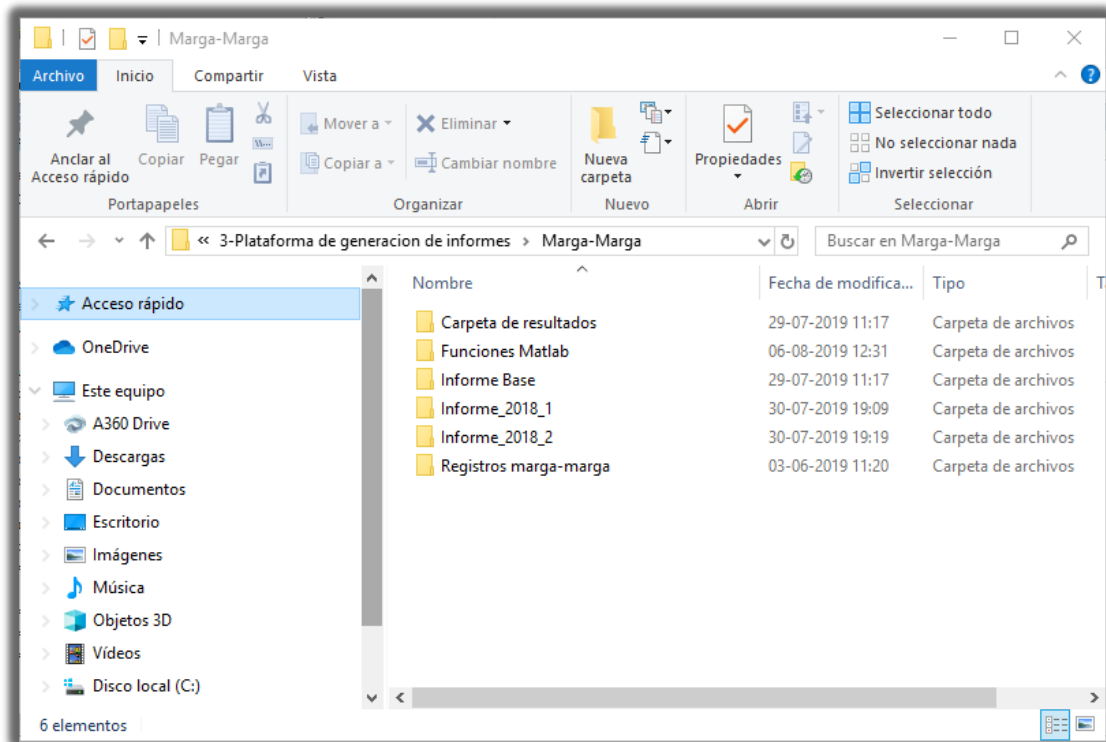 Marga-Marga
Archivo Inicio Compartir Vista
Anclar al Acceso rápido
Copiar
Pegar
Portapapeles
Mover a
Copiar a
Eliminar
Cambiar nombre
Organizar
Nueva carpeta
Nuevo
Propiedades
Abrir
Seleccionar todo
No seleccionar nada
Invertir selección
Seleccionar
« 3-Plataforma de generacion de informes > Marga-Marga
Buscar en Marga-Marga
Acceso rápido
OneDrive
Este equipo
A360 Drive
Descargas
Documentos
Escritorio
Imágenes
Música
Objetos 3D
Vídeos
Disco local (C:)
Nombre Fecha de modifica... Tipo
Carpeta de resultados 29-07-2019 11:17 Carpeta de archivos
Funciones Matlab 06-08-2019 12:31 Carpeta de archivos
Informe Base 29-07-2019 11:17 Carpeta de archivos
Informe_2018_1 30-07-2019 19:09 Carpeta de archivos
Informe_2018_2 30-07-2019 19:19 Carpeta de archivos
Registros marga-marga 03-06-2019 11:20 Carpeta de archivos
6 elementos